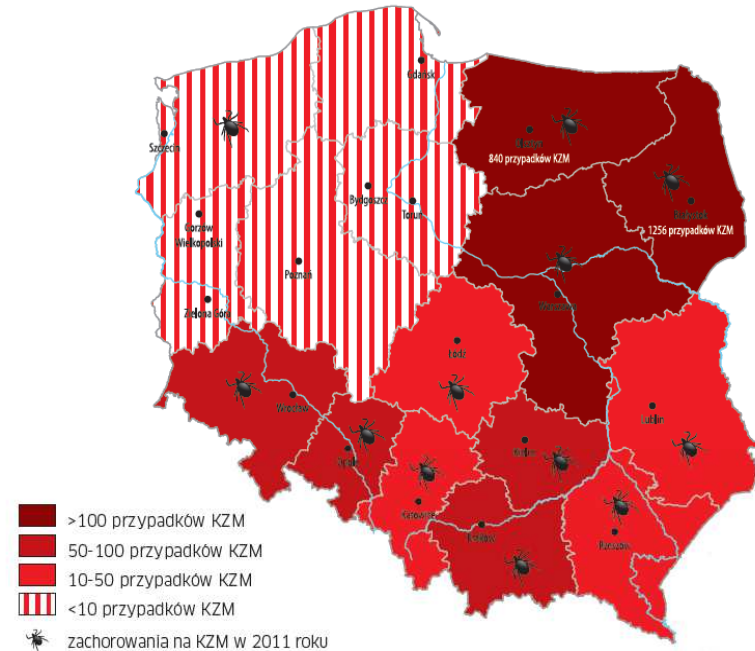 Gdańsk
Szczecin
Olsztyn
840 przypadków KZM
Białystok
1256 przypadków KZM
Bydgoszcz
Toruń
Gorzów
Wielkopolski
Poznań
Warszawa
Zielona Góra
Łódź
Wrocław
Lublin
Opole
Kielce
Katowice
Kraków
Rzeszów
>100 przypadków KZM
50-100 przypadków KZM
10-50 przypadków KZM
<10 przypadków KZM
zachorowania na KZM w 2011 roku